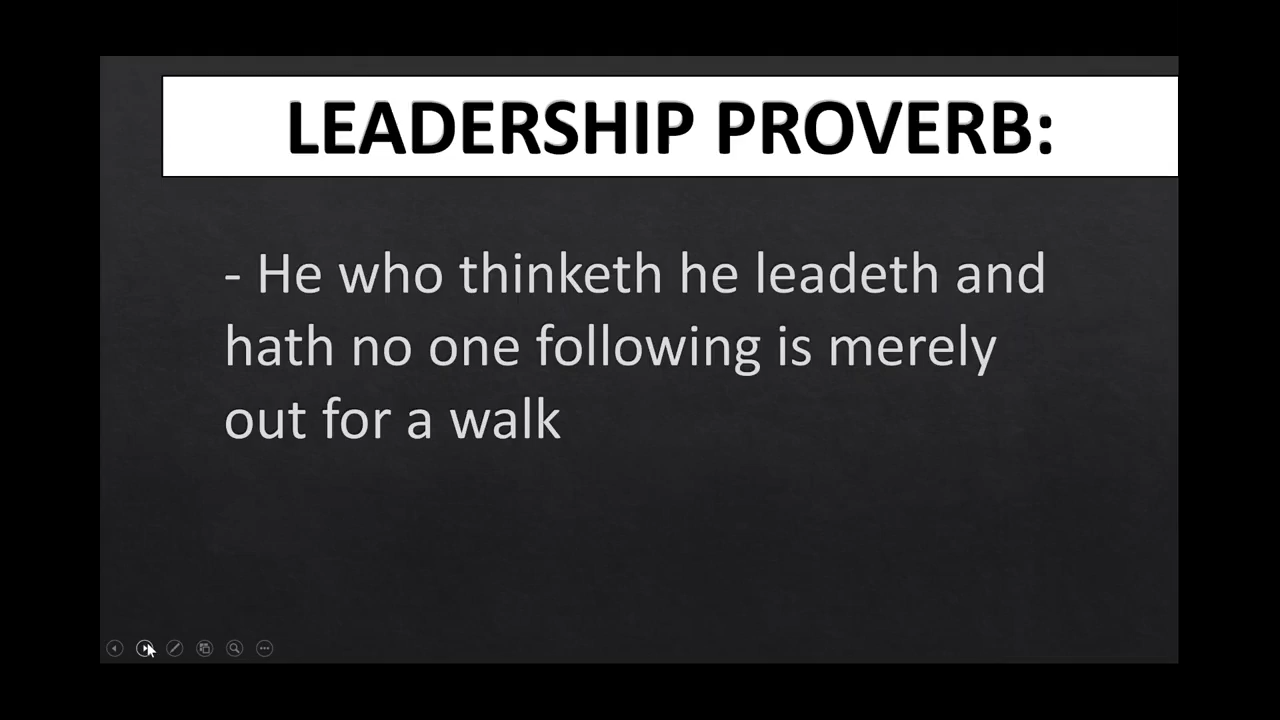 LEADERSHIP PROVERB:
- He who thinketh he leadeth and
hath no one following is merely
out for a walk